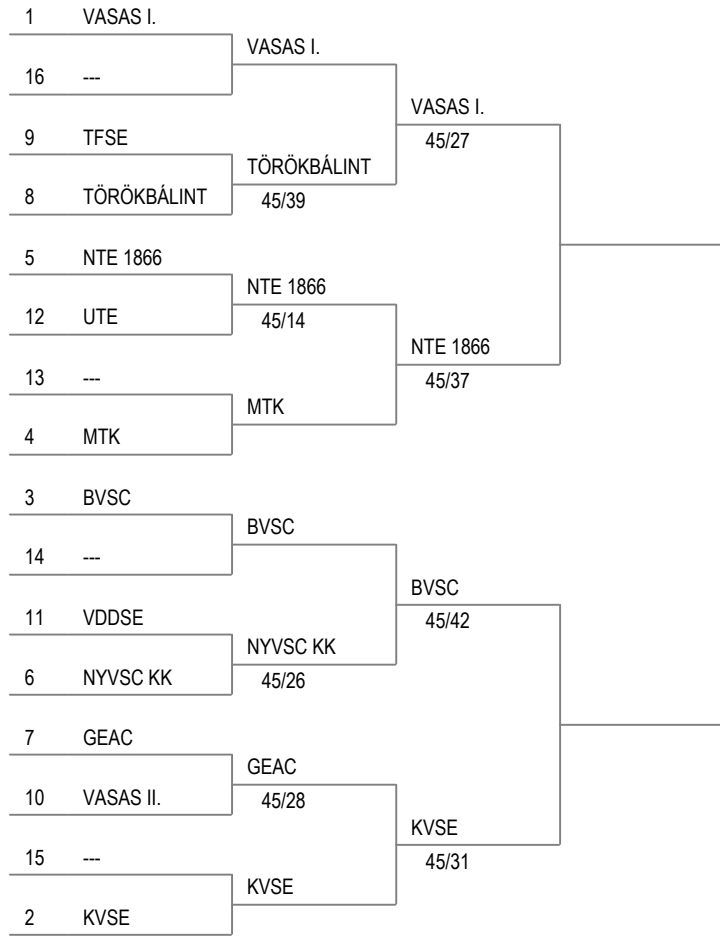 1 VASAS I.
VASAS I.
16 ---
VASAS I.
45/27
9 TFSE
TÖRÖKBÁLINT
45/39
8 TÖRÖKBÁLINT
5 NTE 1866
NTE 1866
45/14
12 UTE
NTE 1866
45/37
13 ---
MTK
4 MTK
3 BVSC
BVSC
14 ---
BVSC
45/42
11 VDDSE
NYVSC KK
45/26
6 NYVSC KK
7 GEAC
GEAC
45/28
10 VASAS II.
KVSE
45/31
15 ---
KVSE
2 KVSE